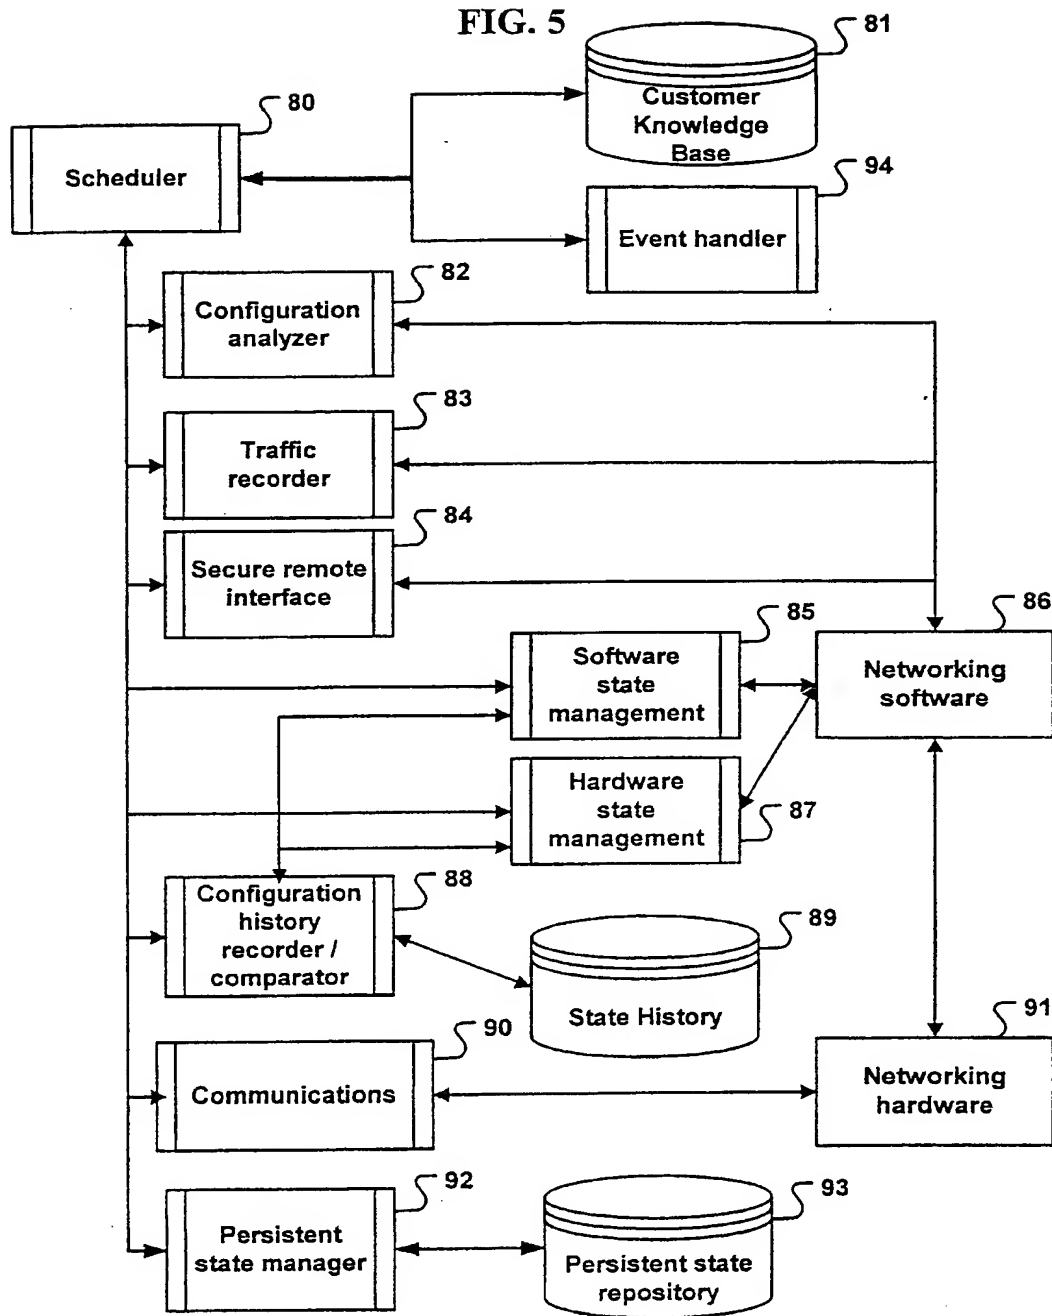 FIG. 5
81
Customer
Knowledge
Base
80
Scheduler
94
Event handler
82
Configuration
analyzer
83
Traffic
recorder
84
Secure remote
interface
85
Software
state
management
86
Networking
software
Hardware
state
management
87
88
Configuration
history
recorder /
comparator
89
State History
90
Communications
91
Networking
hardware
92
Persistent
state manager
93
Persistent state
repository